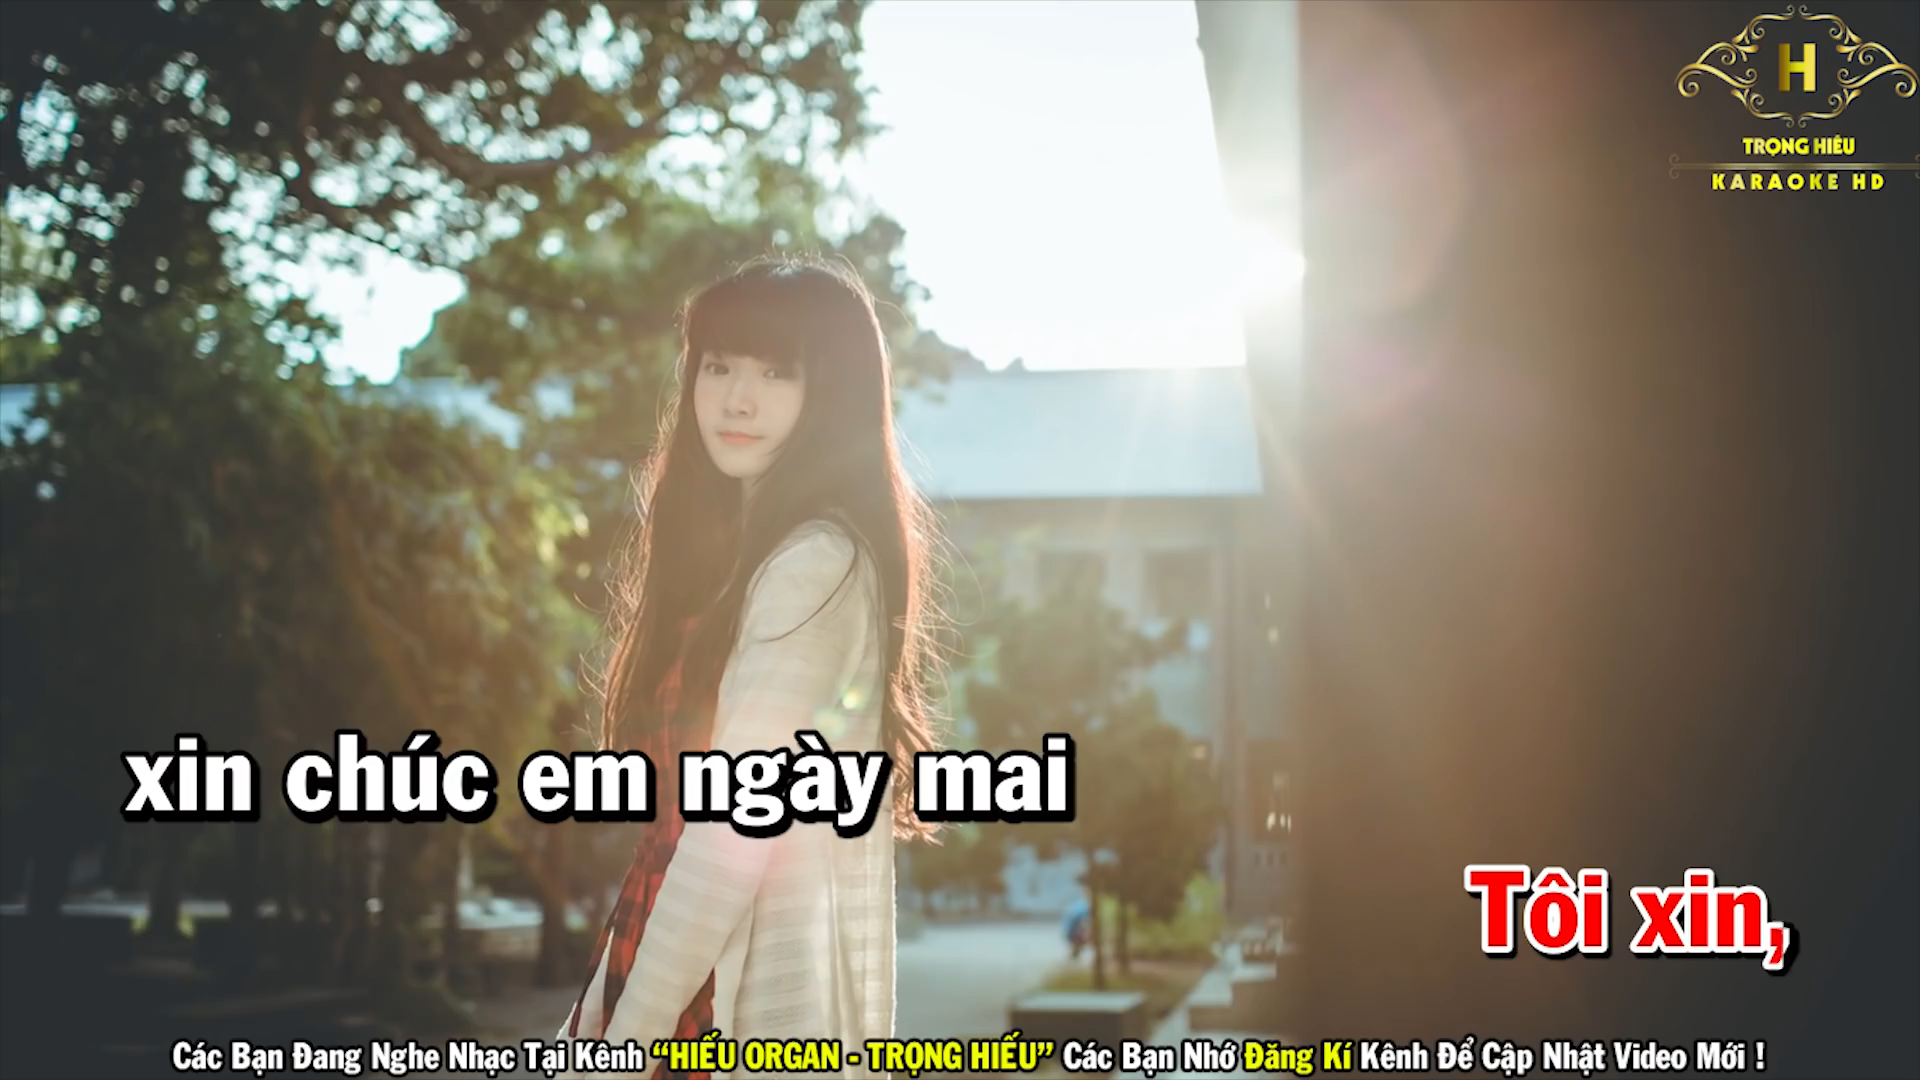 H
TRỌNG HIẾU
KARAOKE HD
xin chúc em ngày mai
Tôi xin,
Các Bạn Đang Nghe Nhạc Tại Kênh “HIẾU ORGAN - TRỌNG HIẾU” Các Bạn Nhớ Đăng Kí Kênh Để Cập Nhật Video Mới !